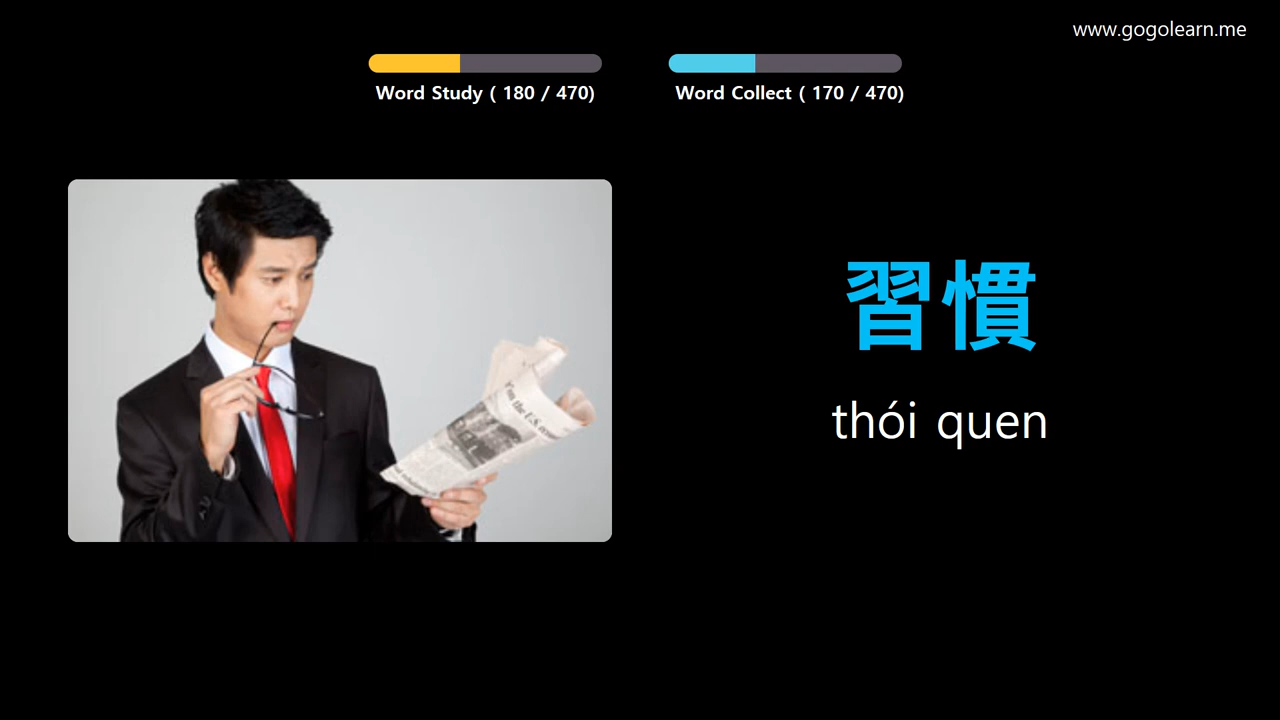 www.gogolearn.me
Word Study ( 180 / 470)
Word Collect ( 170 / 470)
習慣
thói quen